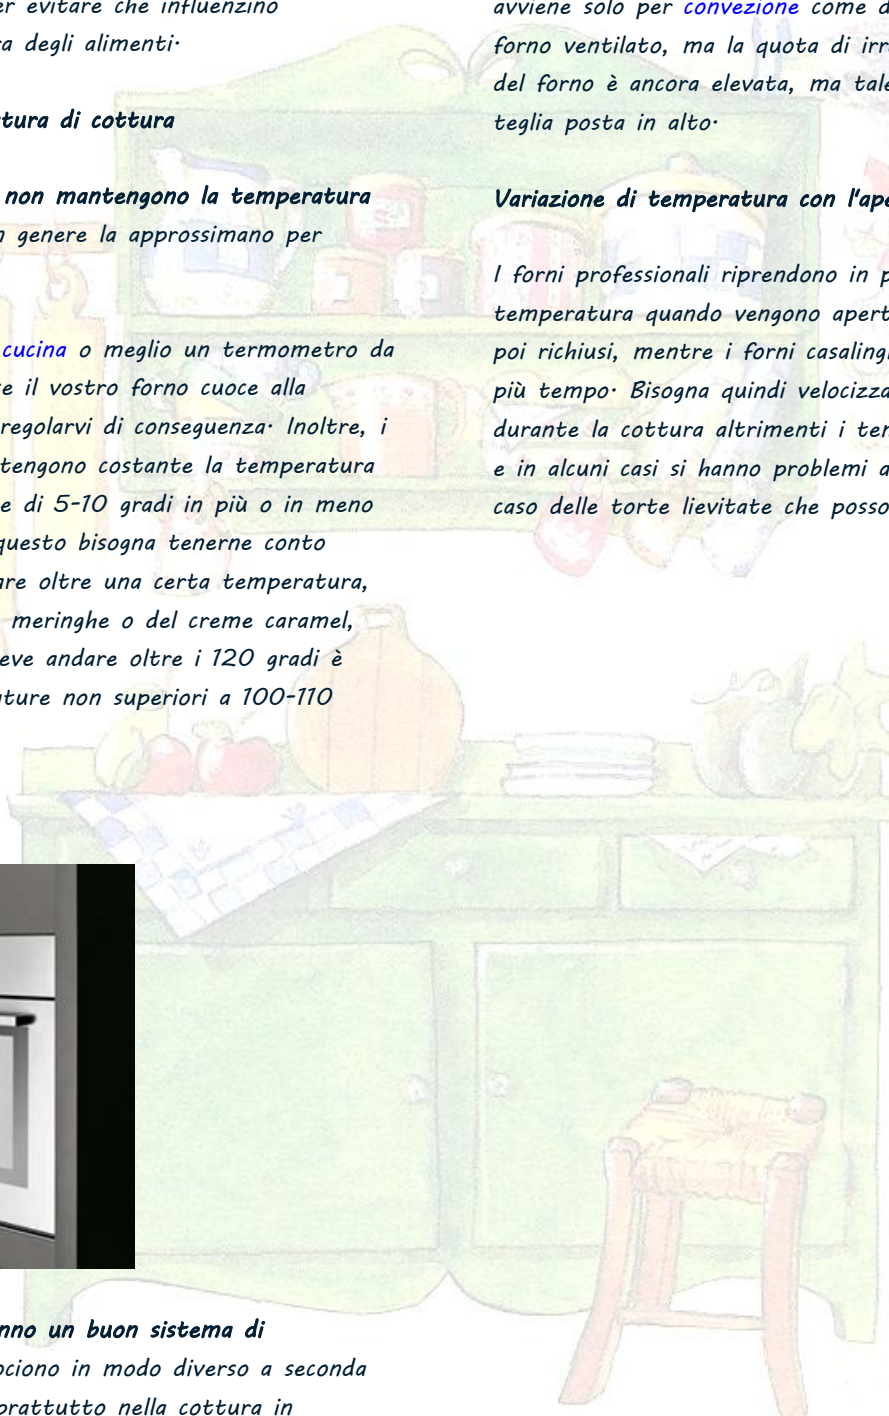 er evitare che influenzino
a degli alimenti·
tura di cottura
non mantengono la temperatura
n genere la approssimano per
cucina o meglio un termometro da
e il vostro forno cuoce alla
regolarvi di conseguenza· Inoltre, i
tengono costante la temperatura
e di 5-10 gradi in più o in meno
questo bisogna tenerne conto
are oltre una certa temperatura,
meringhe o del creme caramel,
eve andare oltre i 120 gradi è
ature non superiori a 100-110
nno un buon sistema di
ociono in modo diverso a seconda
prattutto nella cottura in
avviene solo per convezione come d
forno ventilato, ma la quota di irr
del forno è ancora elevata, ma tale
teglia posta in alto·
Variazione di temperatura con l'ape
I forni professionali riprendono in p
temperatura quando vengono apert
poi richiusi, mentre i forni casaling
più tempo· Bisogna quindi velocizza
durante la cottura altrimenti i ten
e in alcuni casi si hanno problemi a
caso delle torte lievitate che posso